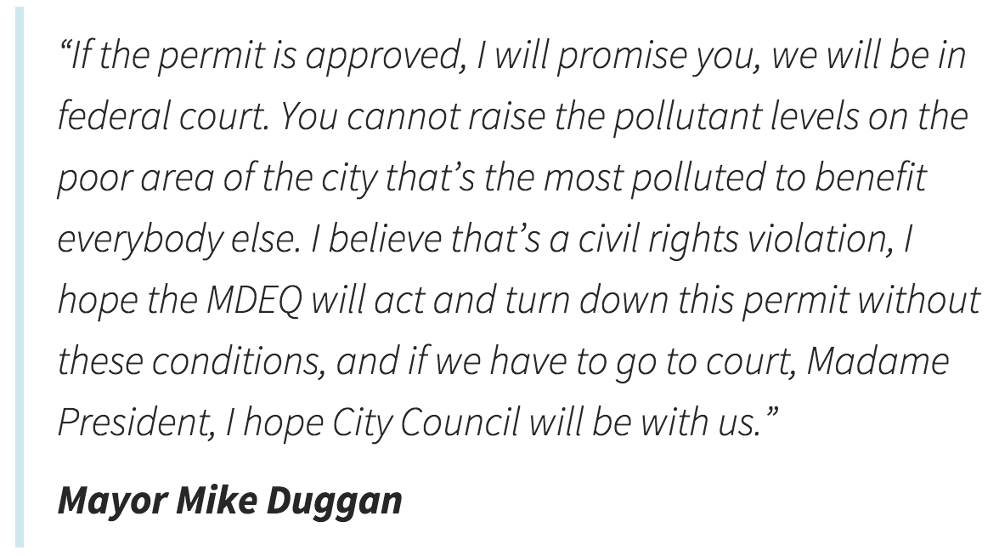 “If the permit is approved, I will promise you, we will be in
federal court. You cannot raise the pollutant levels on the
poor area of the city that’s the most polluted to benefit
everybody else. I believe that’s a civil rights violation, I
hope the MDEQ will act and turn down this permit without
these conditions, and if we have to go to court, Madame
President, I hope City Council will be with us.”
Mayor Mike Duggan